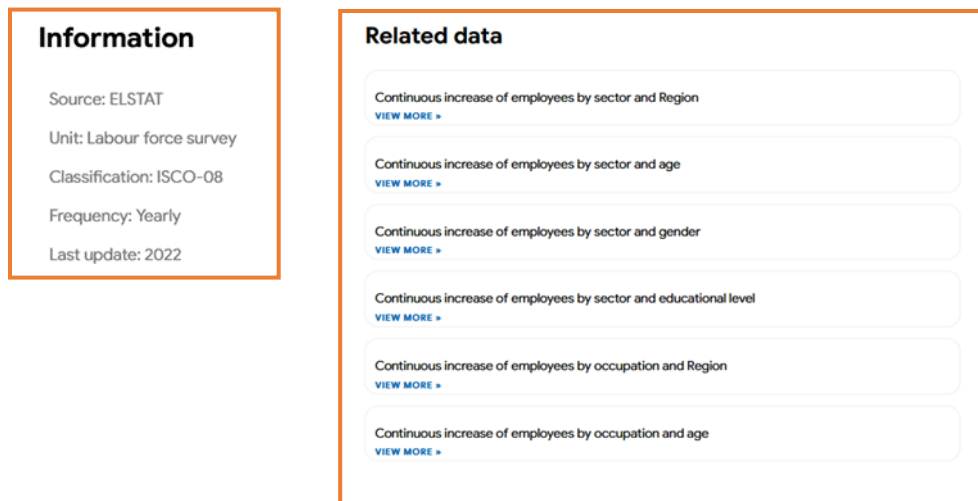 Information
Source: ELSTAT
Unit: Labour force survey
Classification: ISCO-08
Frequency: Yearly
Last update: 2022
Related data
Continuous increase of employees by sector and Region
VIEW MORE »
Continuous increase of employees by sector and age
VIEW MORE »
Continuous increase of employees by sector and gender
VIEW MORE »
Continuous increase of employees by sector and educational level
VIEW MORE »
Continuous increase of employees by occupation and Region
VIEW MORE »
Continuous increase of employees by occupation and age
VIEW MORE »